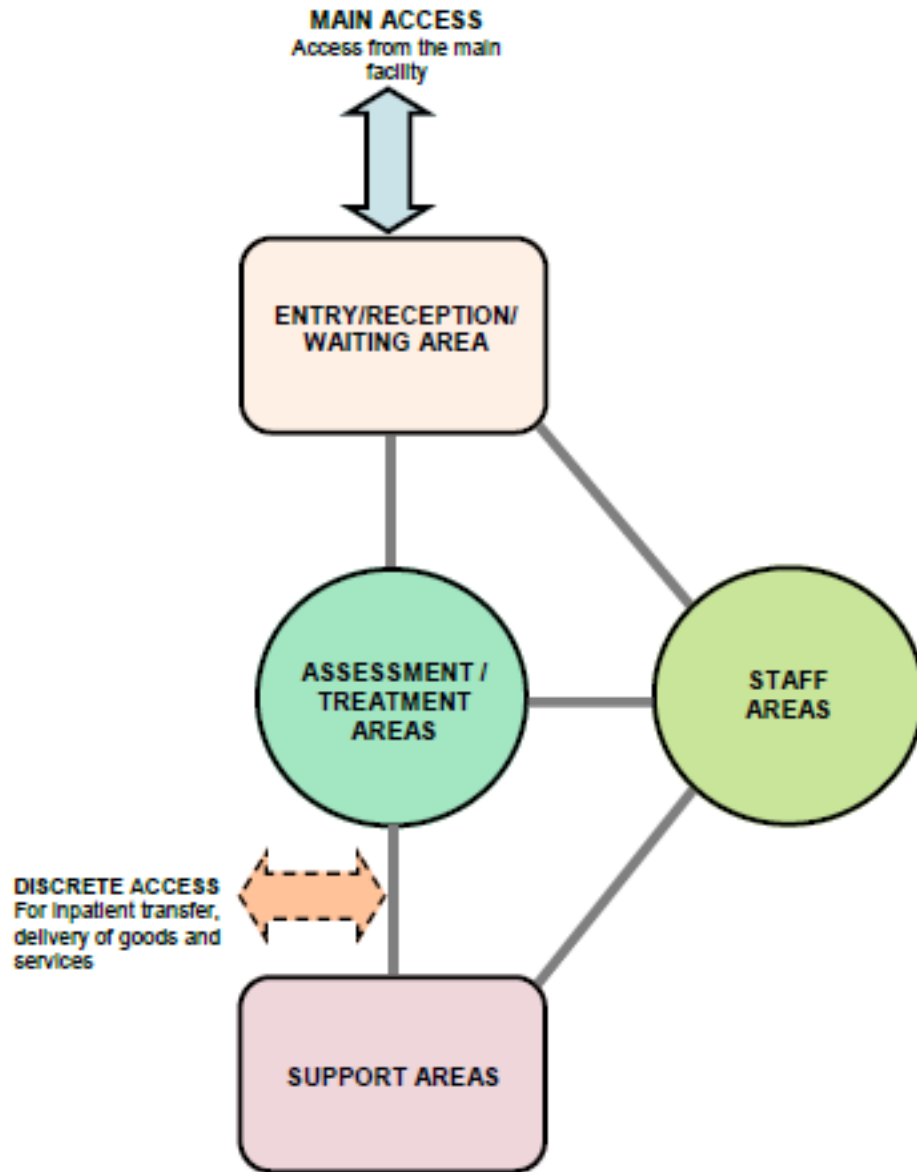 MAIN ACCESS
Access from the main
facility
ENTRY/RECEPTION/
WAITING AREA
ASSESSMENT /
TREATMENT
AREAS
STAFF
AREAS
DISCRETE ACCESS
For inpatient transfer,
delivery of goods and
services
SUPPORT AREAS